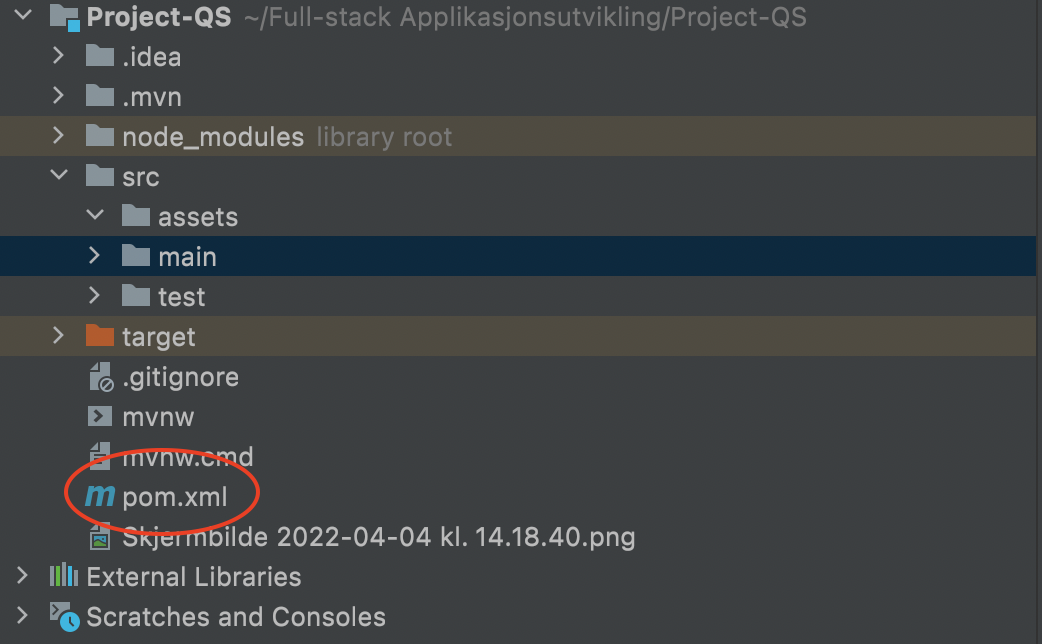 Project-QS ~/Full-stack Applikasjonsutvikling/Project-QS
.idea
.mvn
node_modules library root
src
assets
main
test
target
.gitignore
mvnw
mvnw.cmd
m pom.xml
Skjermbilde 2022-04-04 kl. 14.18.40.png
External Libraries
Scratches and Consoles